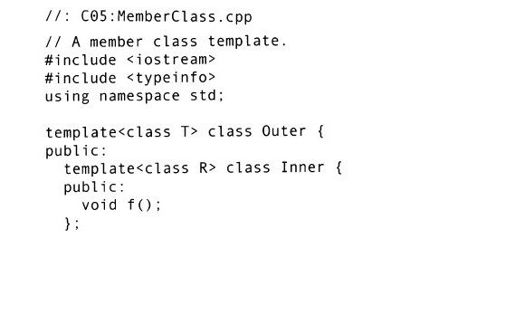 //: C05:MemberClass.cpp
// A member class template.
#include <iostream>
#include <typeinfo>
using namespace std;

template<class T> class Outer {
public:
  template<class R> class Inner {
  public:
    void f();
  };